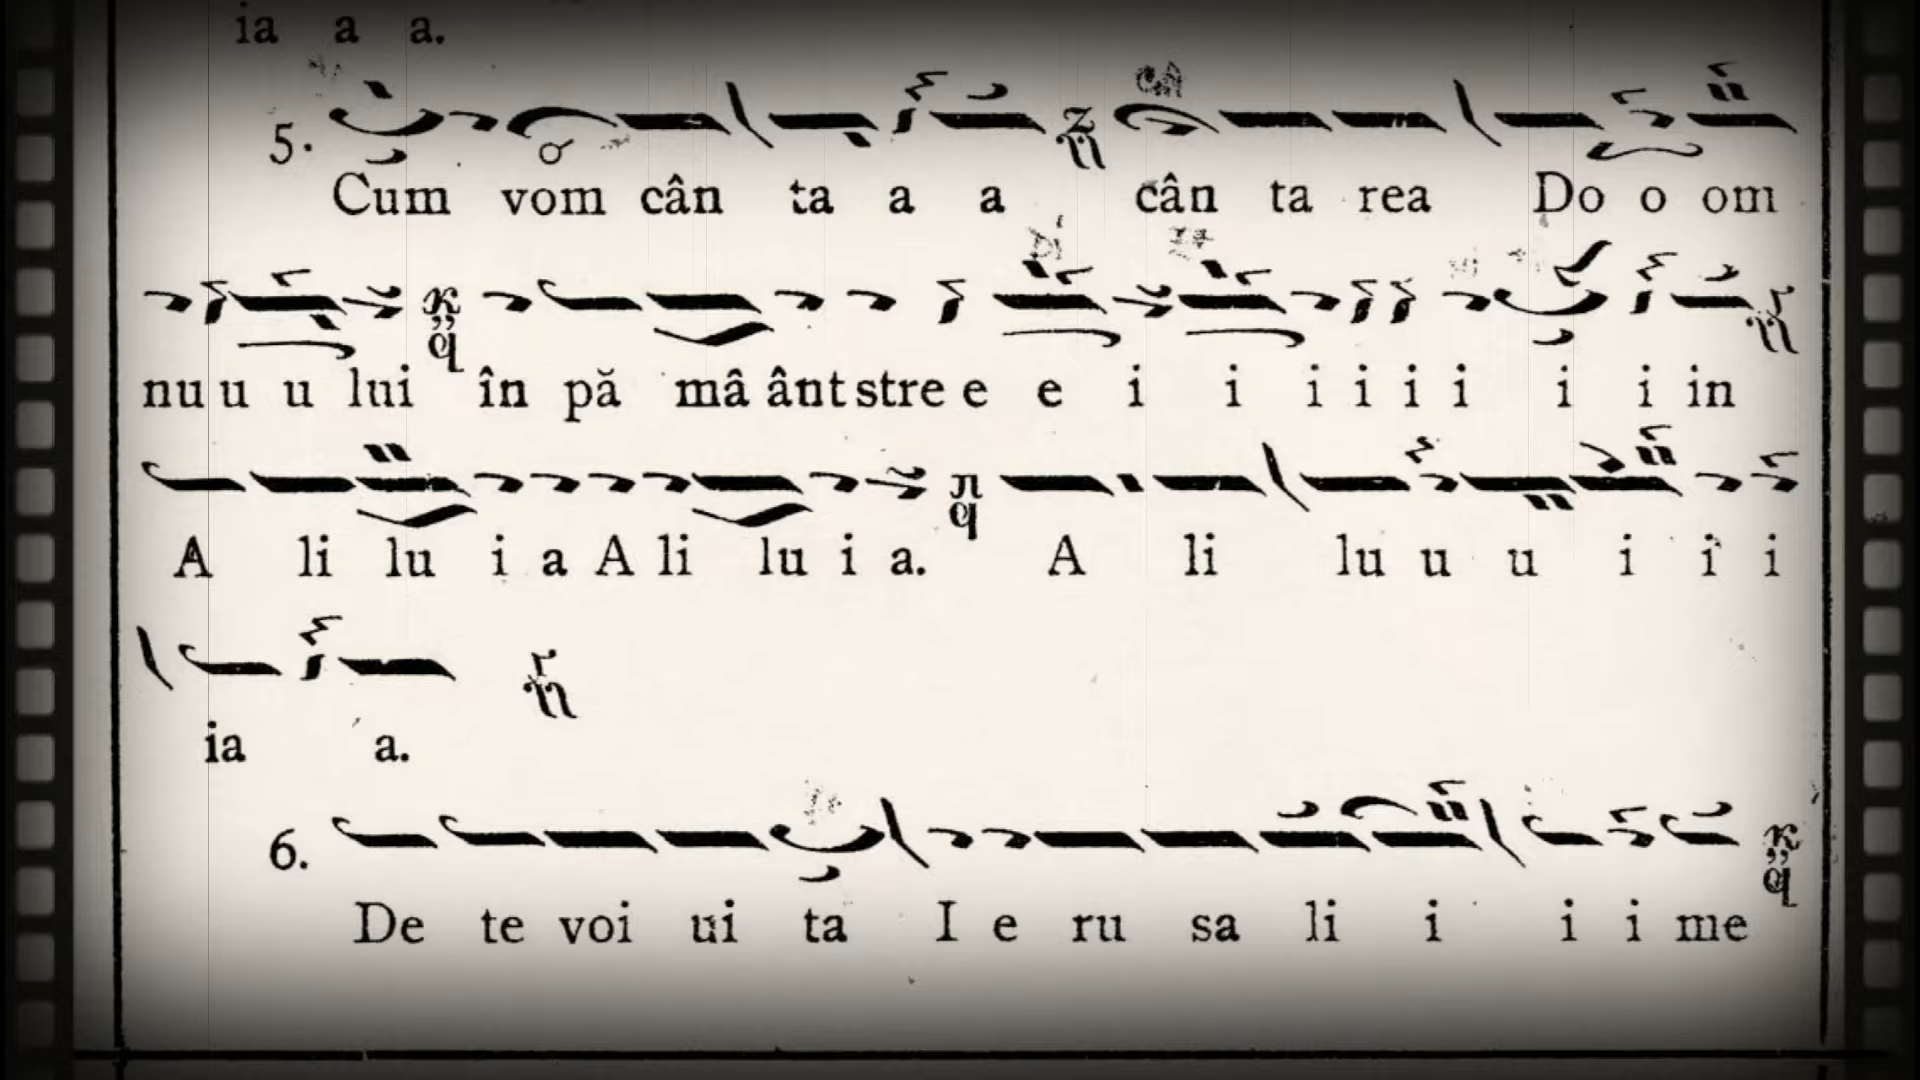 ia a a.
5. Cum vom cân ta a a cân ta rea Do o om
nu u u lui în pă mâ ânt stre e e i i i i i i i i in
A li lu i a A li lu i a. A li lu u u i i i
ia a.
6. De te voi ui ta I e ru sa li i i i me